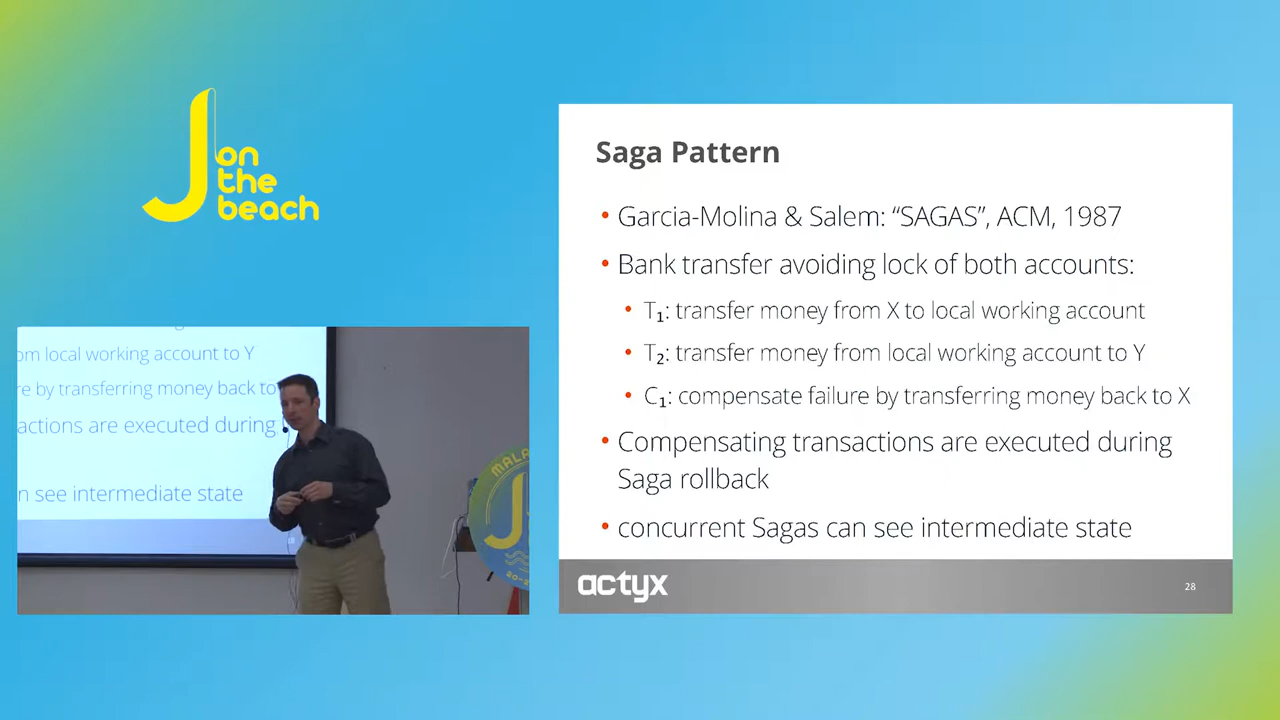 J on
the
beach
Saga Pattern
• Garcia-Molina & Salem: “SAGAS”, ACM, 1987
• Bank transfer avoiding lock of both accounts:
• T₁: transfer money from X to local working account
• T₂: transfer money from local working account to Y
• C₁: compensate failure by transferring money back to X
• Compensating transactions are executed during
Saga rollback
• concurrent Sagas can see intermediate state
actyx
28
om local working account to Y
re by transferring money back to
actions are executed during
n see intermediate state
MALA
J
20-2